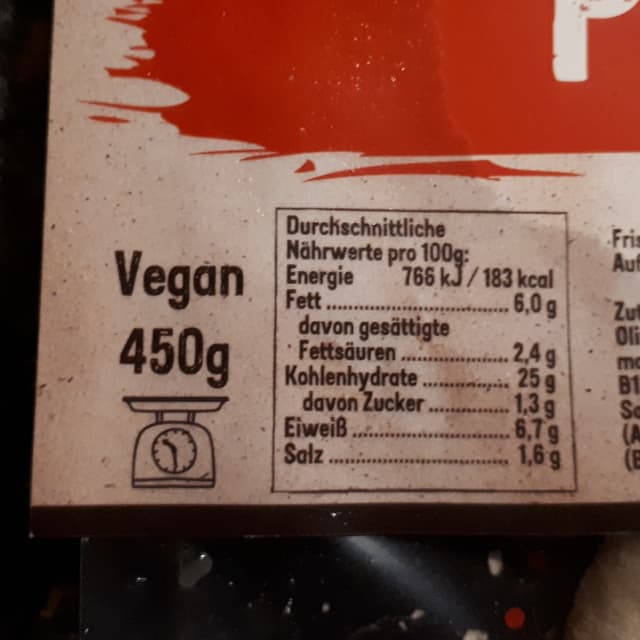 Vegan
450g
Durchschnittliche
Nährwerte pro 100g:
Energie 766 kJ / 183 kcal
Fett 6,0 g
davon gesättigte
Fettsäuren 2,4 g
Kohlenhydrate 25 g
davon Zucker 1,3 g
Eiweiß 6,7 g
Salz 1,6 g